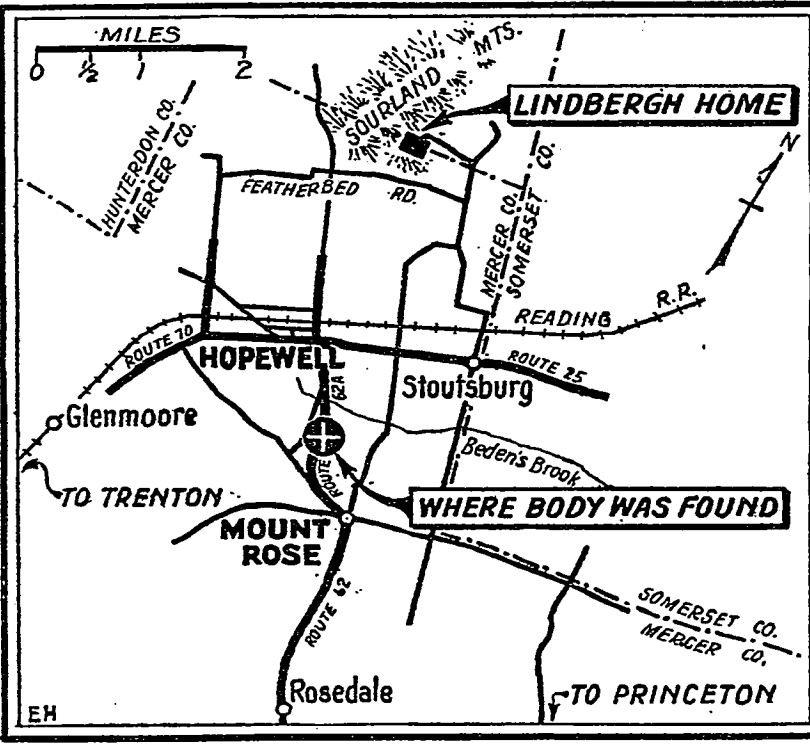 MILES
0 ½ 1 2
SOURLAND MTS.
LINDBERGH HOME
N
HUNTERDON CO.
MERCER CO.
FEATHERBED RD.
MERCER CO.
SOMERSET CO.
READING R.R.
ROUTE 70
HOPEWELL
ROUTE 25
Stoutsburg
62A
Glenmoore
ROUTE
Beden's Brook
TO TRENTON
WHERE BODY WAS FOUND
MOUNT
ROSE
ROUTE 62
SOMERSET CO.
MERCER CO.
Rosedale
TO PRINCETON
EH